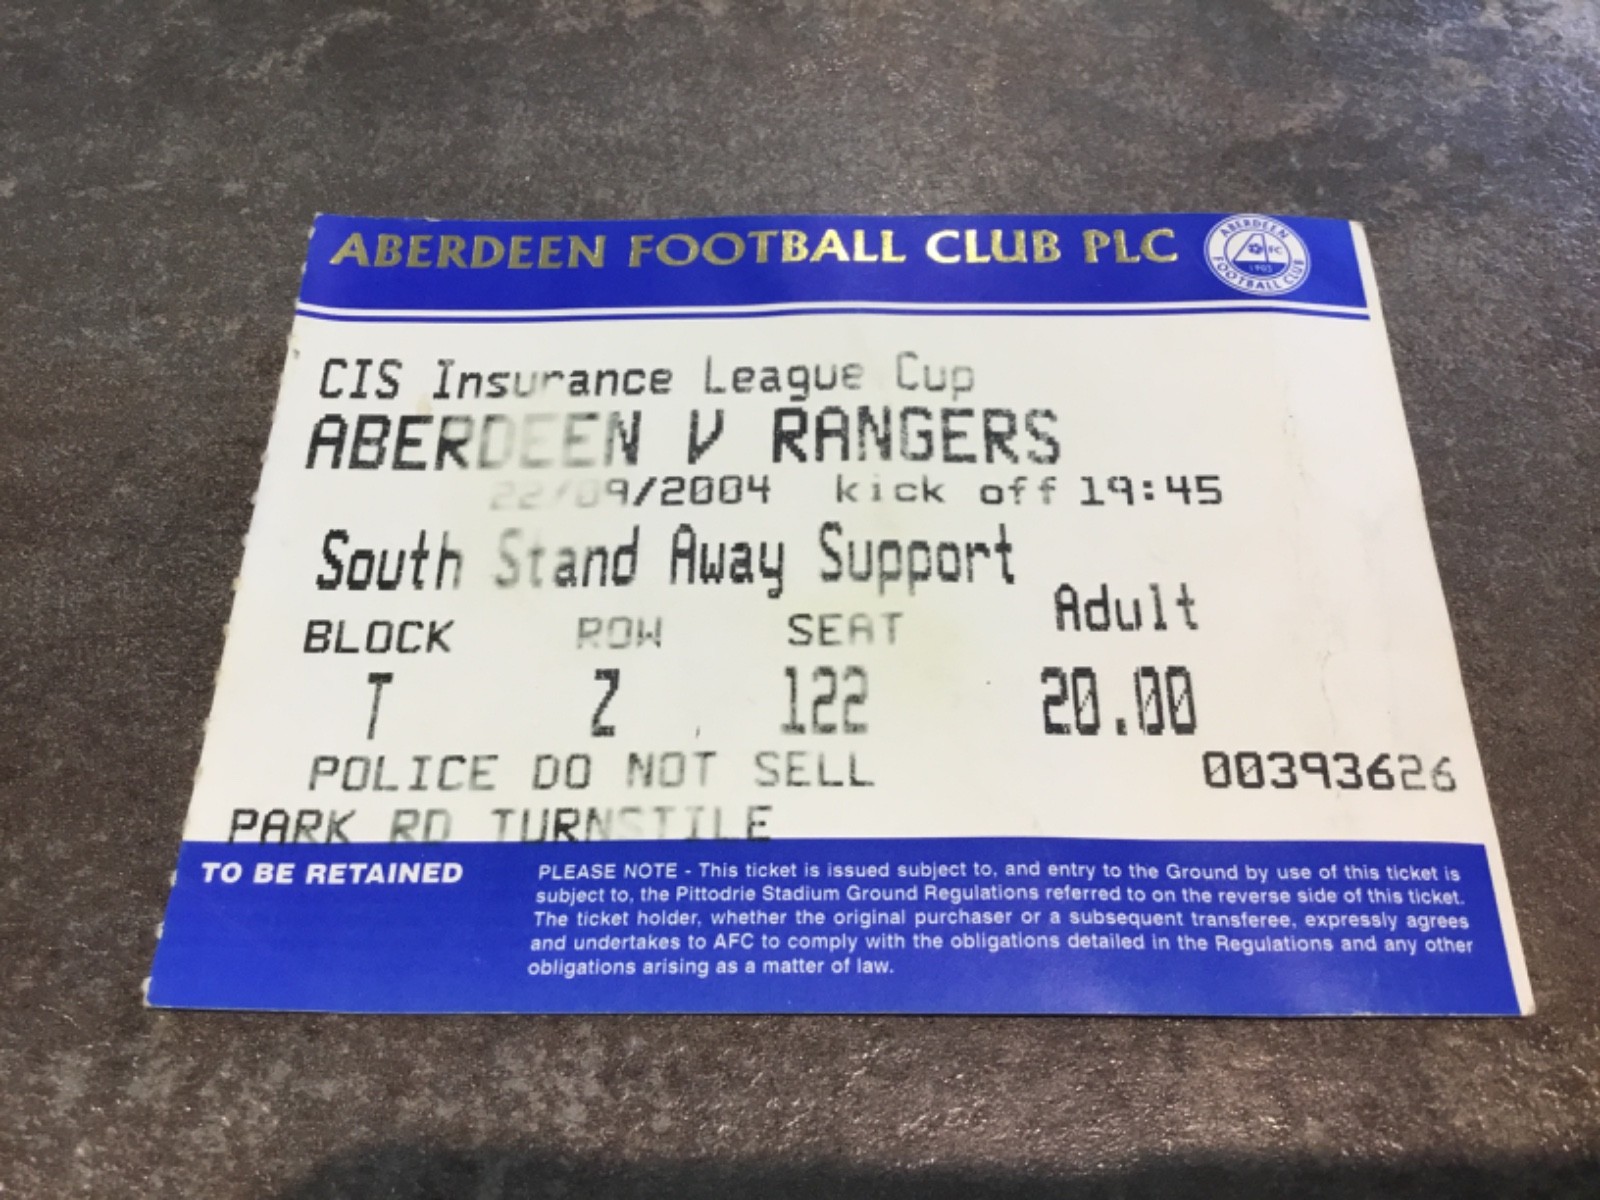 ABERDEEN FOOTBALL CLUB PLC
ABERDEEN FC 1903 FOOTBALL CLUB
CIS Insurance League Cup
ABERDEEN V RANGERS
22/09/2004 kick off 19:45
South Stand Away Support
Adult
BLOCK ROW SEAT
T Z 122 20.00
POLICE DO NOT SELL 00393626
PARK RD TURNSTILE
TO BE RETAINED
PLEASE NOTE - This ticket is issued subject to, and entry to the Ground by use of this ticket is
subject to, the Pittodrie Stadium Ground Regulations referred to on the reverse side of this ticket.
The ticket holder, whether the original purchaser or a subsequent transferee, expressly agrees
and undertakes to AFC to comply with the obligations detailed in the Regulations and any other
obligations arising as a matter of law.